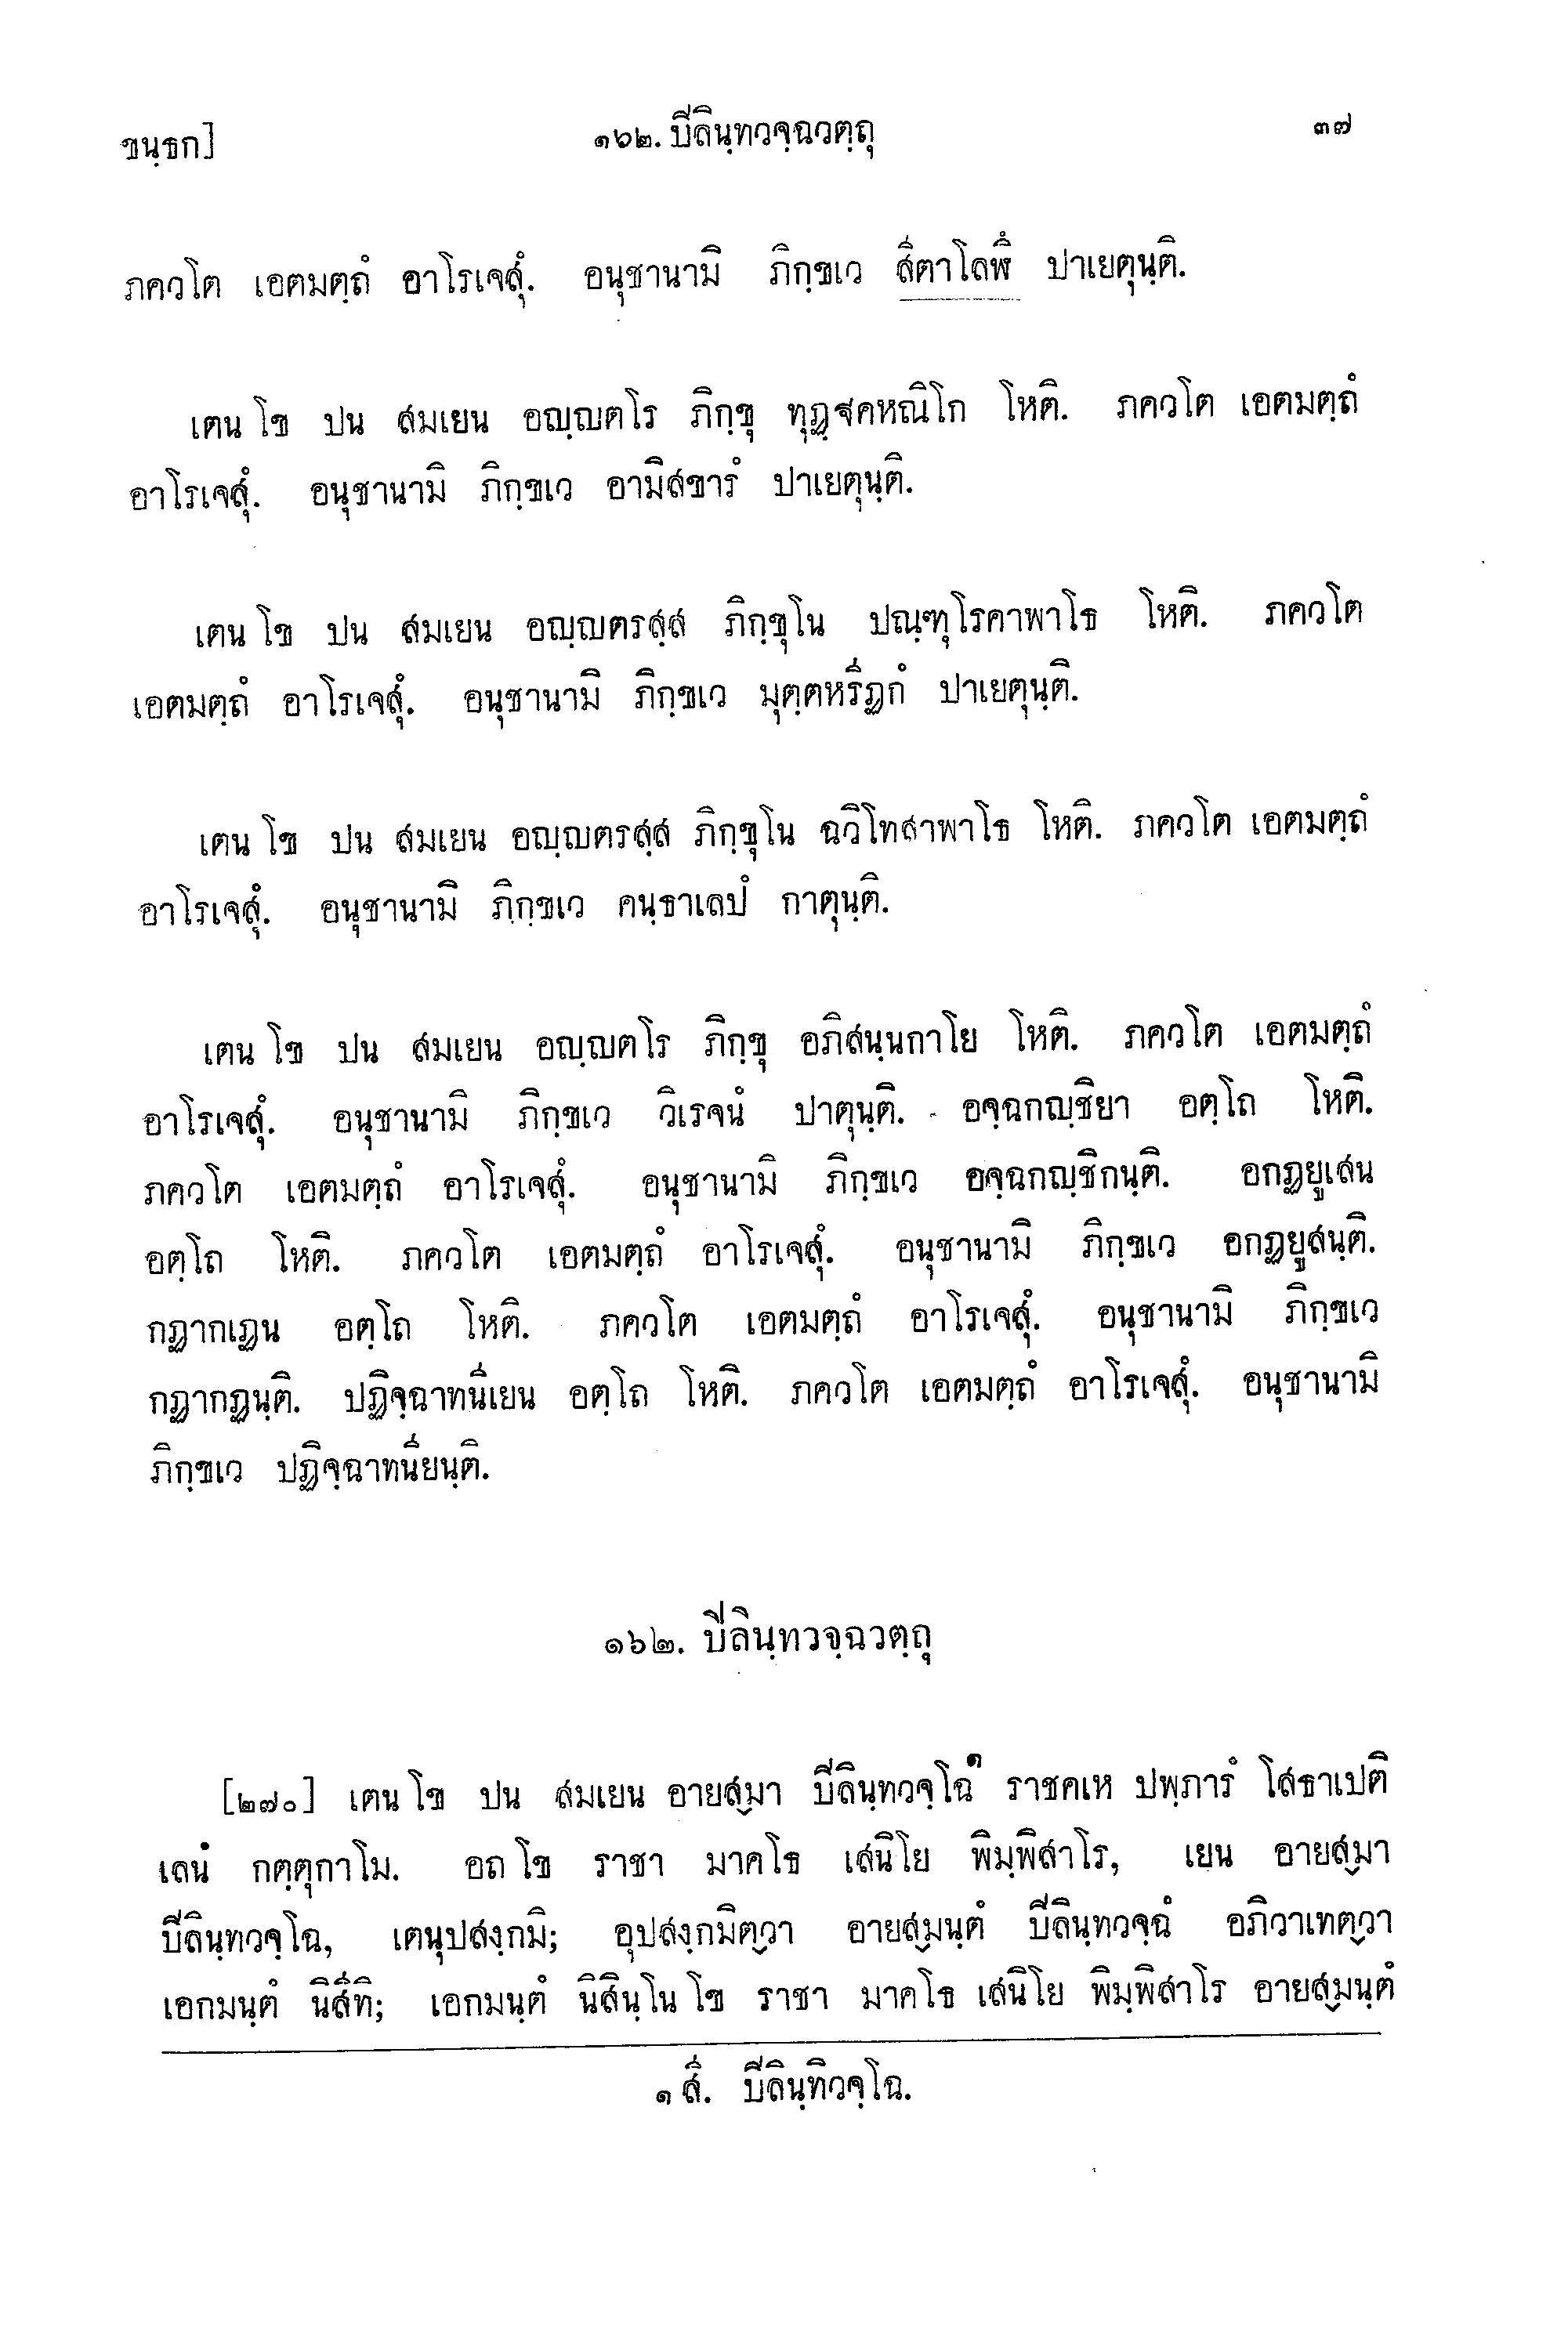 ขนฺธก]
๑๖๒. ปีลินฺทวจฺฉวตฺถุ
๓๗
ภควโต เอตมตฺถํ อาโรเจสุํ. อนุชานามิ ภิกฺขเว สีตาโลฬึ ปาเยตุนฺติ.
เตน โข ปน สมเยน อญฺญตโร ภิกฺขุ ทุฏฺฐคหณิโก โหติ. ภควโต เอตมตฺถํ
อาโรเจสุํ. อนุชานามิ ภิกฺขเว อามิสขารํ ปาเยตุนฺติ.
เตน โข ปน สมเยน อญฺญตรสฺส ภิกฺขุโน ปณฺฑุโรคาพาโธ โหติ. ภควโต
เอตมตฺถํ อาโรเจสุํ. อนุชานามิ ภิกฺขเว มุตฺตหรีฏกํ ปาเยตุนฺติ.
เตน โข ปน สมเยน อญฺญตรสฺส ภิกฺขุโน ฉวิโทสาพาโธ โหติ. ภควโต เอตมตฺถํ
อาโรเจสุํ. อนุชานามิ ภิกฺขเว คนฺธาเลปํ กาตุนฺติ.
เตน โข ปน สมเยน อญฺญตโร ภิกฺขุ อภิสนฺนกาโย โหติ. ภควโต เอตมตฺถํ
อาโรเจสุํ. อนุชานามิ ภิกฺขเว วิเรจนํ ปาตุนฺติ. อจฺฉกญฺชิยา อตฺโถ โหติ.
ภควโต เอตมตฺถํ อาโรเจสุํ. อนุชานามิ ภิกฺขเว อจฺฉกญฺชิกนฺติ. อกฏยูเสน
อตฺโถ โหติ. ภควโต เอตมตฺถํ อาโรเจสุํ. อนุชานามิ ภิกฺขเว อกฏยูสนฺติ.
กฏากเฏน อตฺโถ โหติ. ภควโต เอตมตฺถํ อาโรเจสุํ. อนุชานามิ ภิกฺขเว
กฏากฏนฺติ. ปฏิจฺฉาทนีเยน อตฺโถ โหติ. ภควโต เอตมตฺถํ อาโรเจสุํ. อนุชานามิ
ภิกฺขเว ปฏิจฺฉาทนียนฺติ.
๑๖๒. ปีลินฺทวจฺฉวตฺถุ
[๒๗๐] เตน โข ปน สมเยน อายสฺมา ปีลินฺทวจฺโฉ๑ ราชคเห ปพฺภารํ โสธาเปติ
เลนํ กตฺตุกาโม. อถ โข ราชา มาคโธ เสนิโย พิมฺพิสาโร, เยน อายสฺมา
ปีลินฺทวจฺโฉ, เตนุปสงฺกมิ; อุปสงฺกมิตฺวา อายสฺมนฺตํ ปีลินฺทวจฺฉํ อภิวาเทตฺวา
เอกมนฺตํ นิสีทิ; เอกมนฺตํ นิสินฺโน โข ราชา มาคโธ เสนิโย พิมฺพิสาโร อายสฺมนฺตํ
๑ สี. ปีลินฺทิวจฺโฉ.